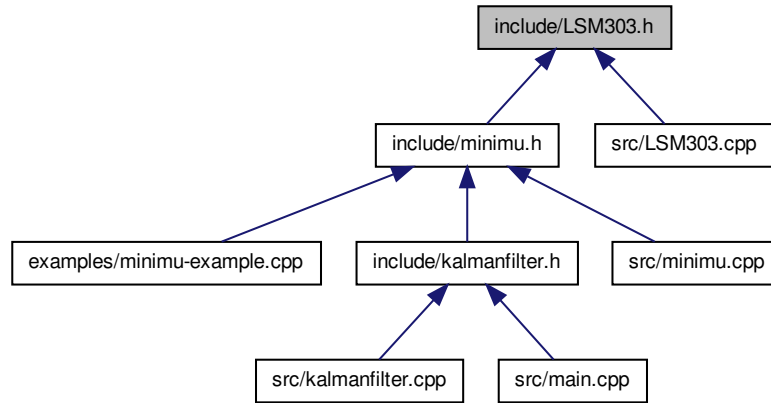 include/LSM303.h
include/minimu.h
src/LSM303.cpp
examples/minimu-example.cpp
include/kalmanfilter.h
src/minimu.cpp
src/kalmanfilter.cpp
src/main.cpp